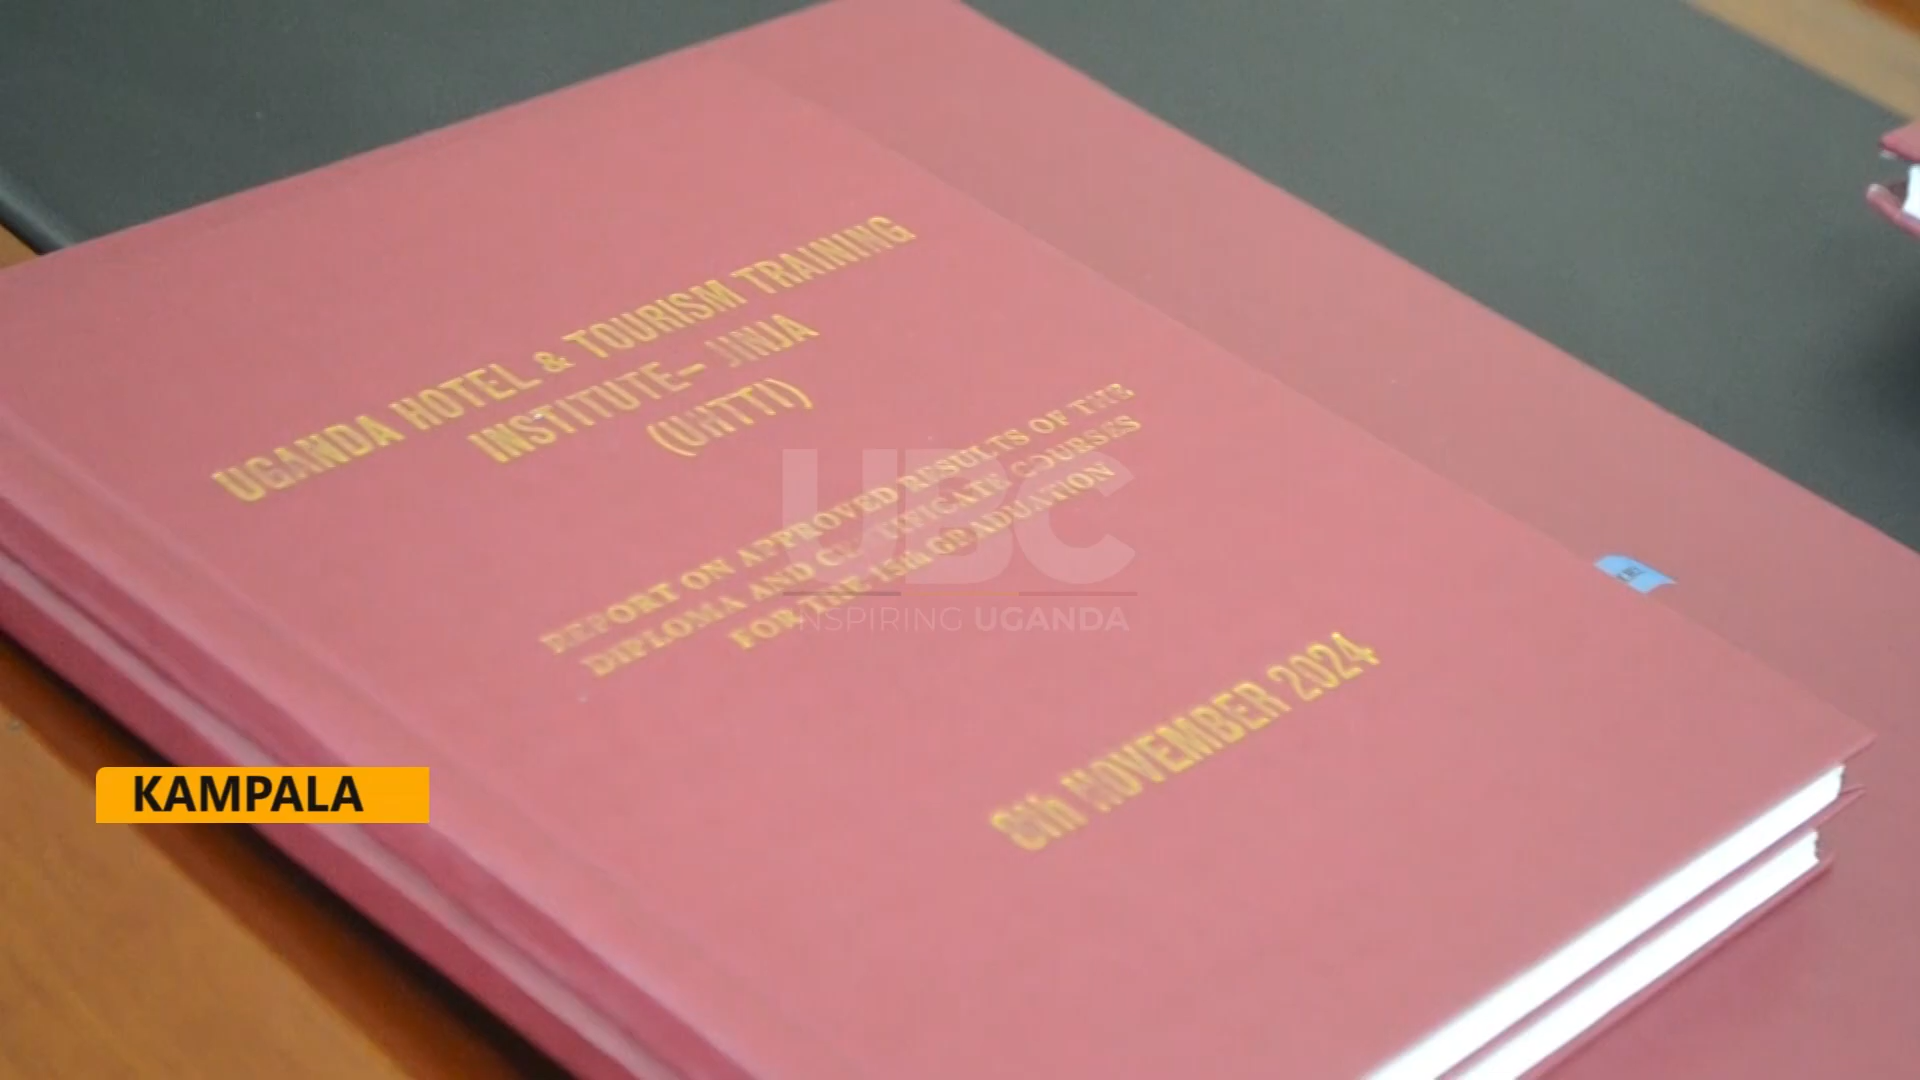 UGANDA HOTEL & TOURISM TRAINING
INSTITUTE– JINJA
(UHTTI)
REPORT ON APPROVED RESULTS OF THE
DIPLOMA AND CERTIFICATE COURSES
FOR THE 15th GRADUATION
8th NOVEMBER 2024
UBC
INSPIRING UGANDA
KAMPALA